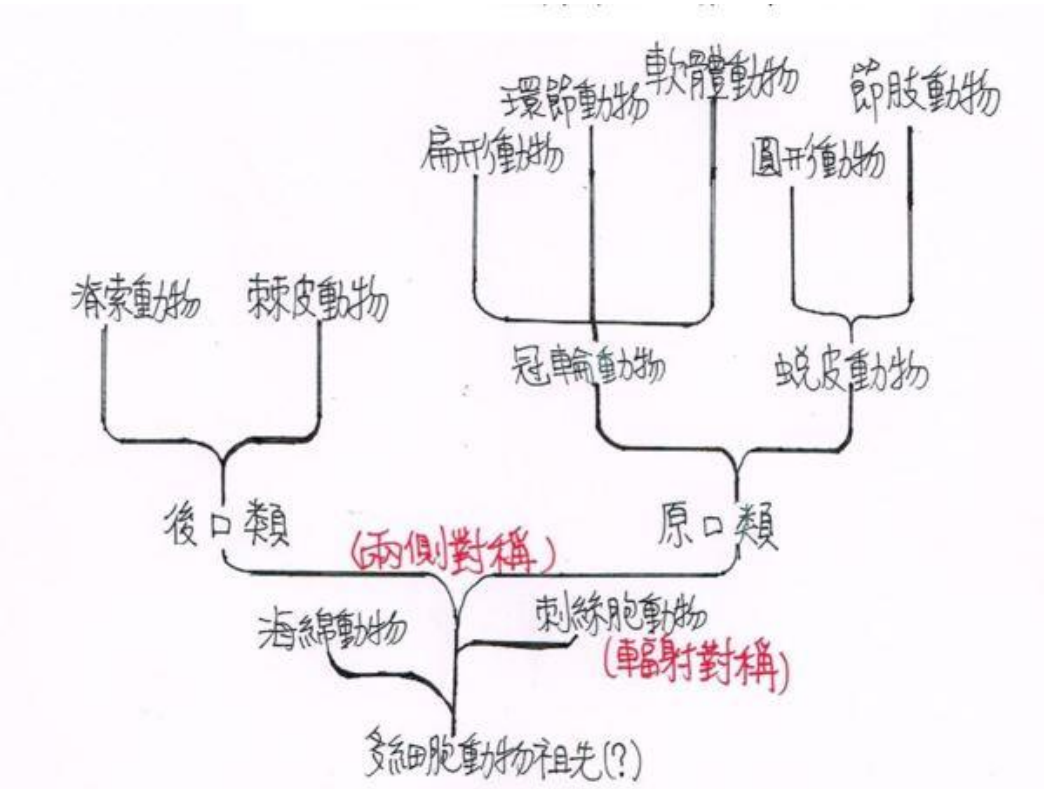 軟體動物
節肢動物
環節動物
扁形動物
圓形動物
脊索動物
棘皮動物
冠輪動物
蛻皮動物
後口類
原口類
(兩側對稱)
海綿動物
刺絲胞動物
(輻射對稱)
多細胞動物祖先(?)